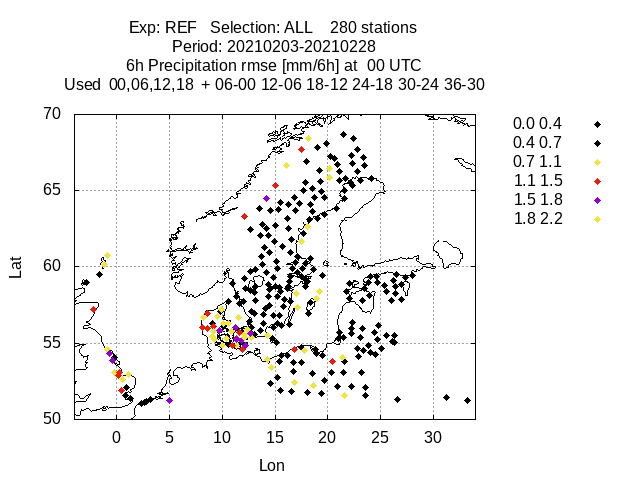 Exp: REF   Selection: ALL    280 stations
Period: 20210203-20210228
6h Precipitation rmse [mm/6h] at  00 UTC
Used  00,06,12,18  + 06-00 12-06 18-12 24-18 30-24 36-30
70
65
60
55
50
Lat
0 5 10 15 20 25 30
Lon
0.0 0.4
0.4 0.7
0.7 1.1
1.1 1.5
1.5 1.8
1.8 2.2